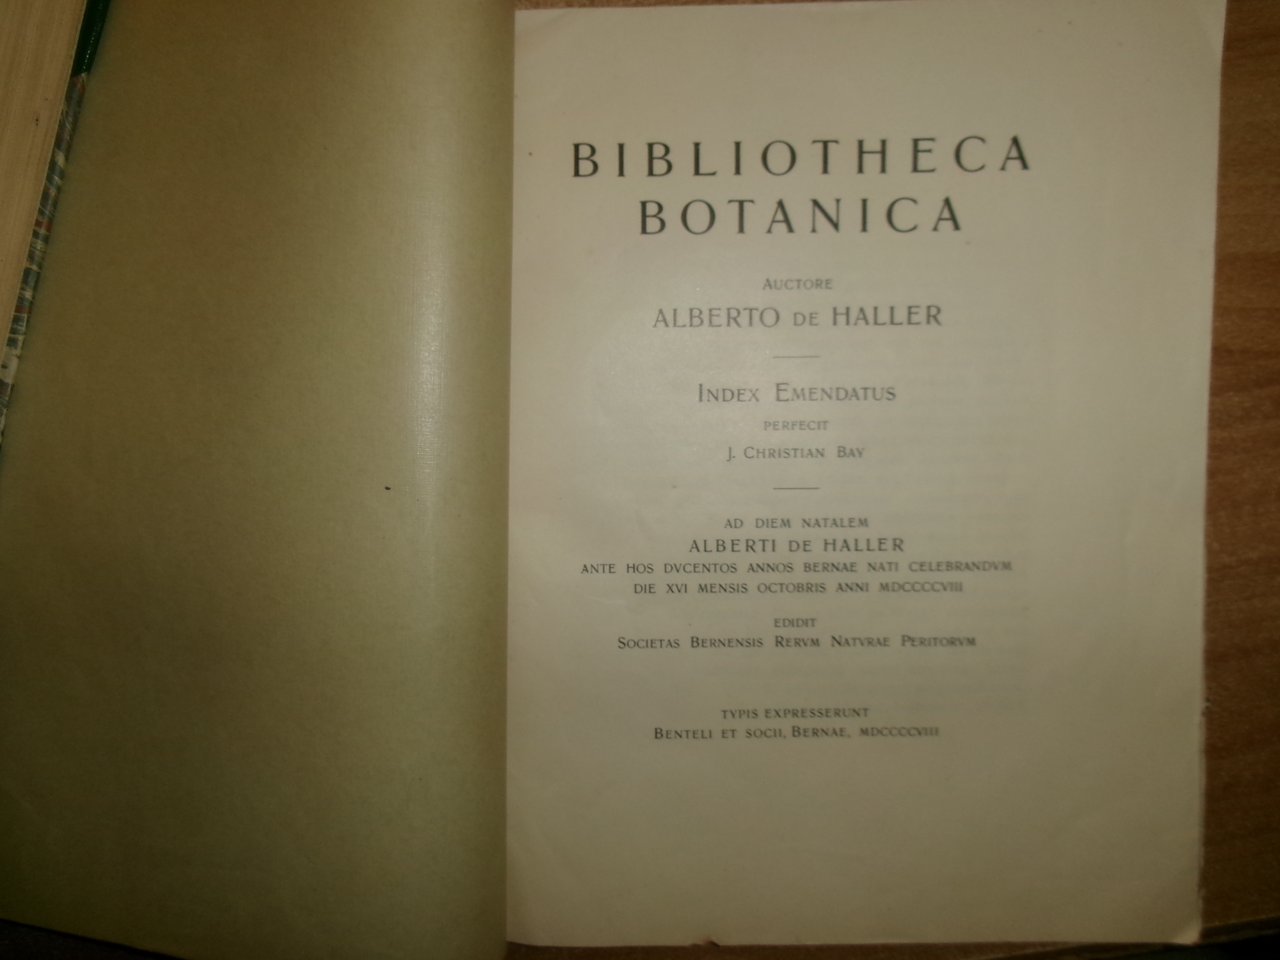 BIBLIOTHECA
BOTANICA
AUCTORE
ALBERTO DE HALLER
INDEX EMENDATUS
PERFECIT
J. CHRISTIAN BAY
AD DIEM NATALEM
ALBERTI DE HALLER
ANTE HOS DVCENTOS ANNOS BERNAE NATI CELEBRANDVM
DIE XVI MENSIS OCTOBRIS ANNI MDCCCCVIII
EDIDIT
SOCIETAS BERNENSIS RERVM NATVRAE PERITORVM
TYPIS EXPRESSERUNT
BENTELI ET SOCII, BERNAE, MDCCCCVIII